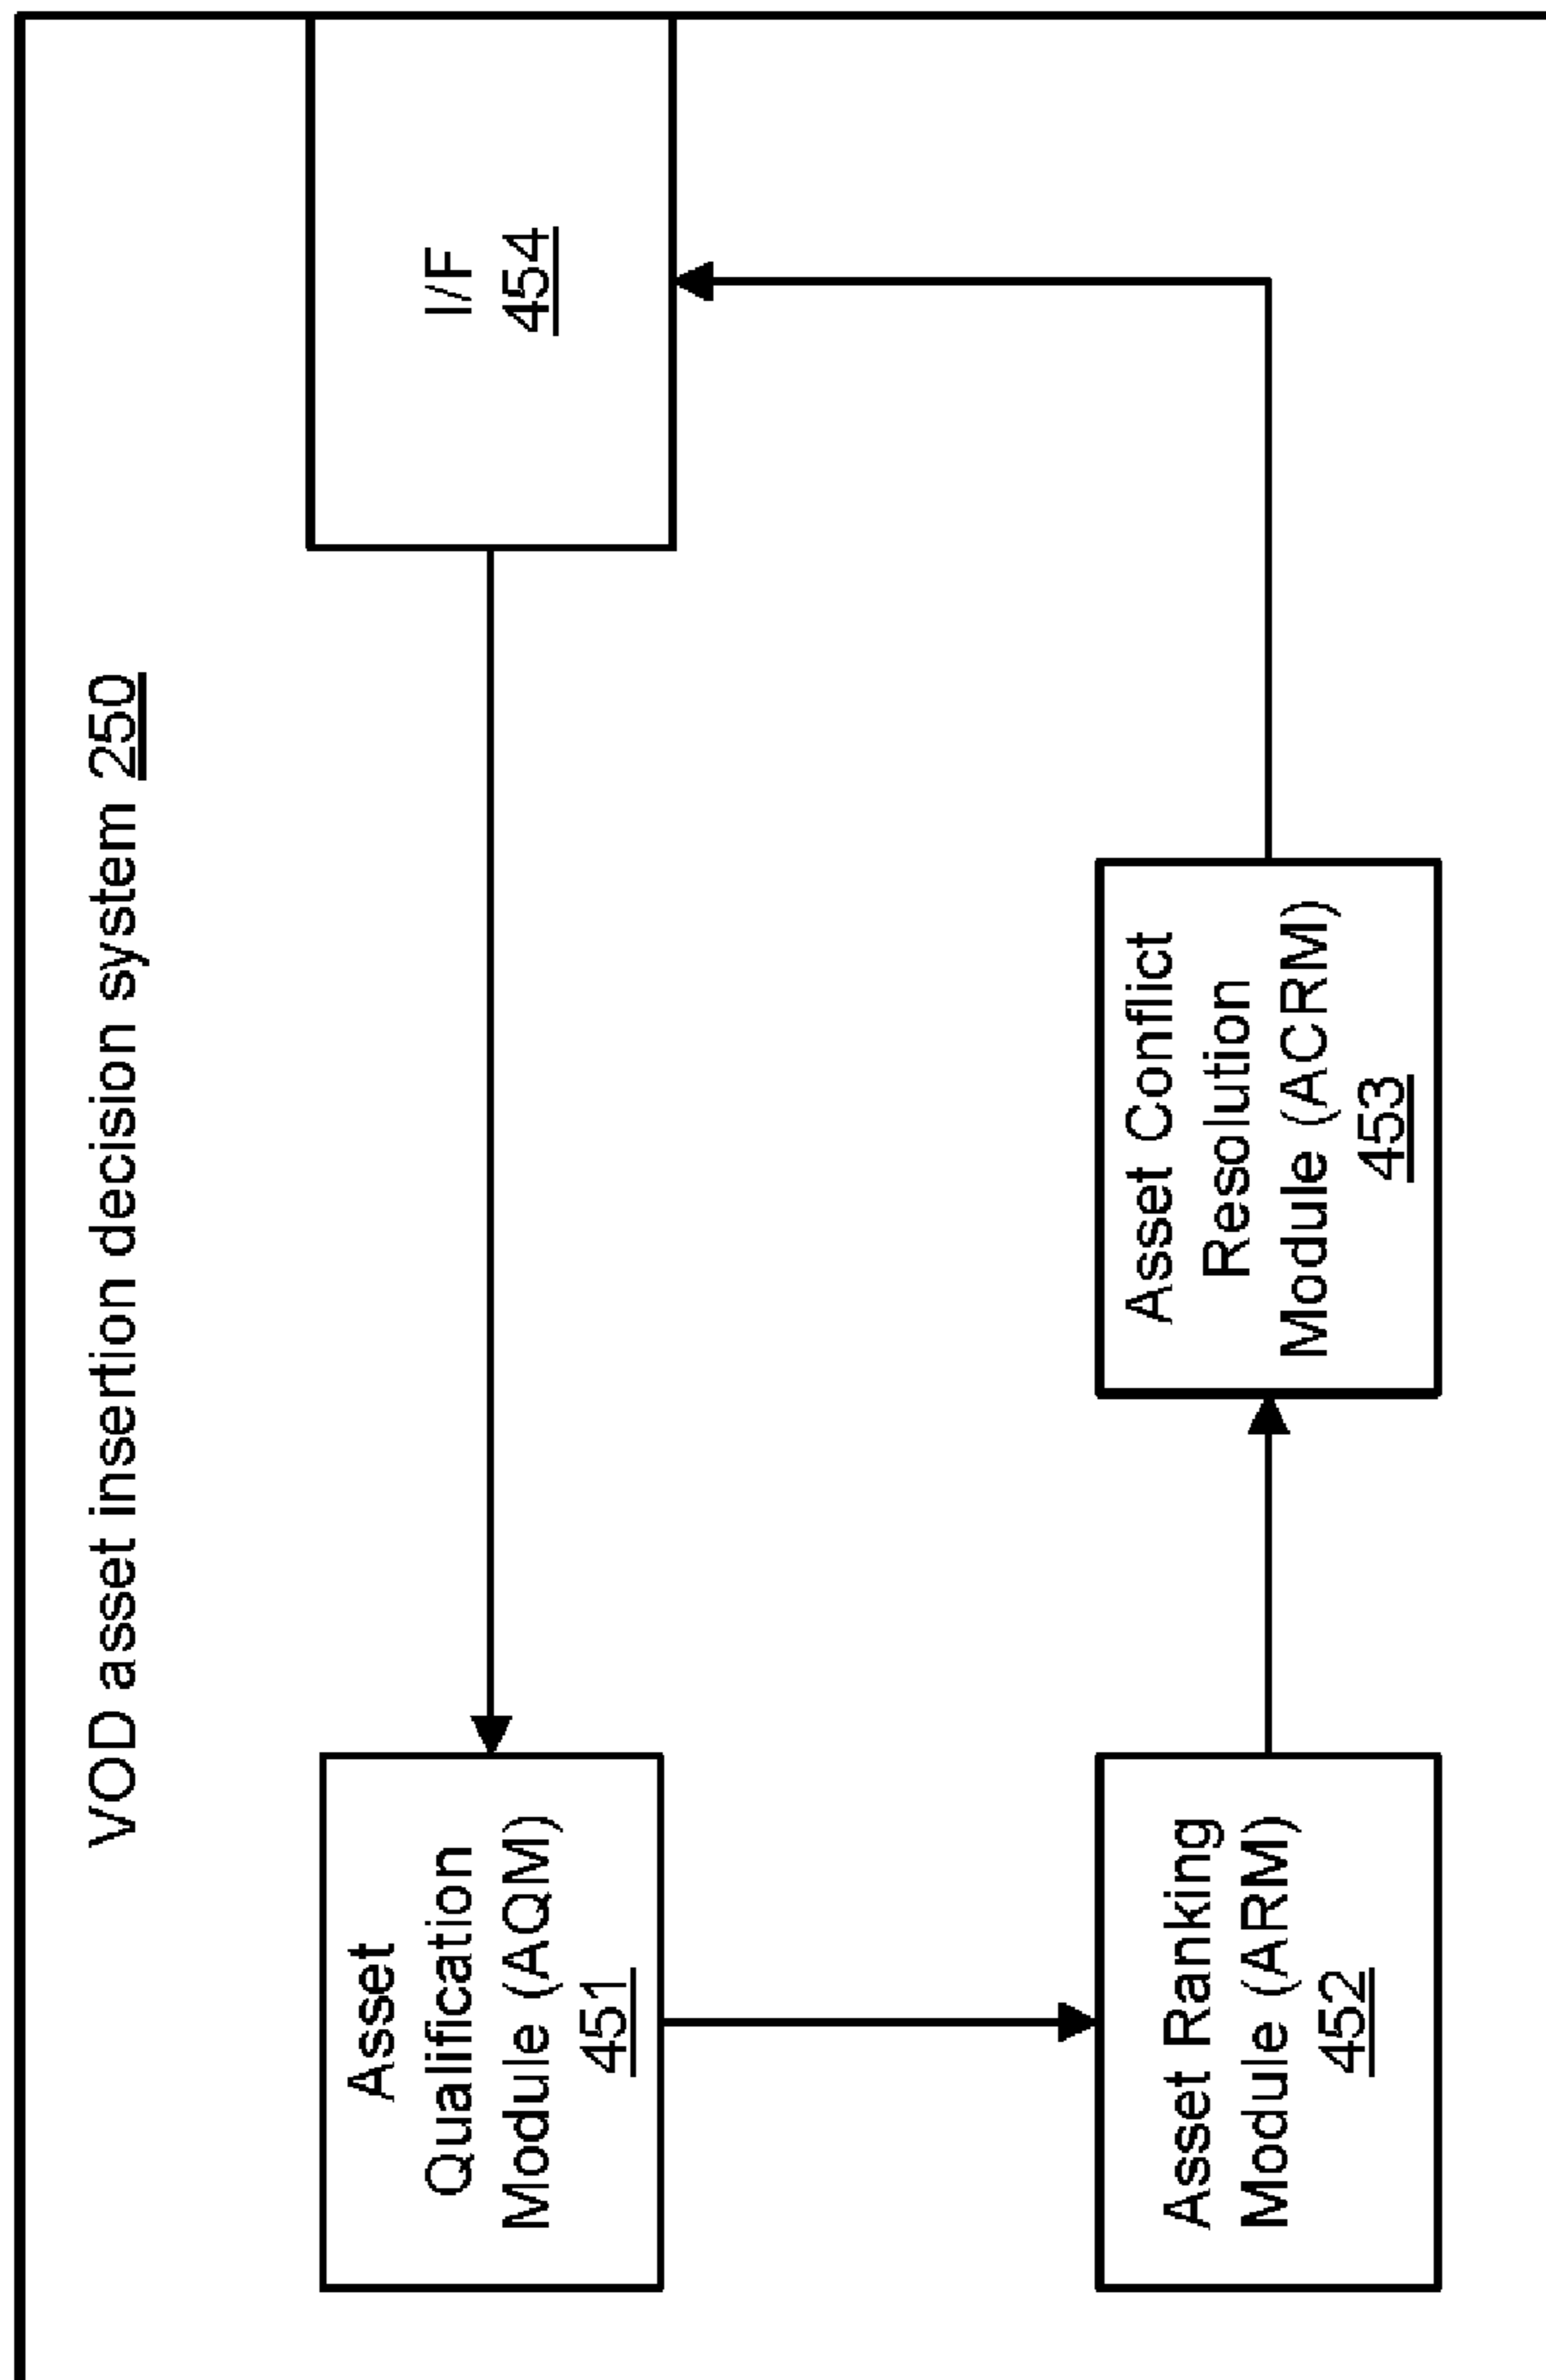 VOD asset insertion decision system 250
Asset
Qualification
Module (AQM)
451
I/F
454
Asset Ranking
Module (ARM)
452
Asset Conflict
Resolution
Module (ACRM)
453